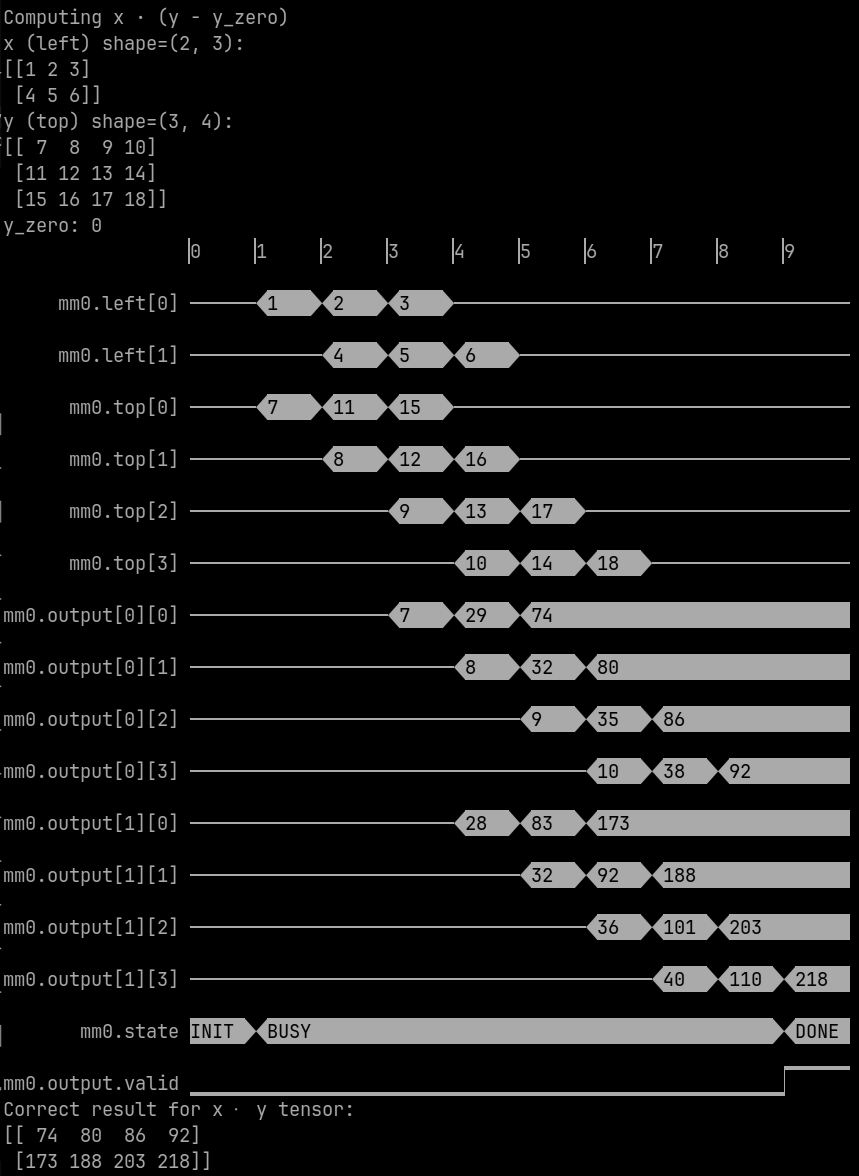 Computing x · (y - y_zero)
x (left) shape=(2, 3):
[[1 2 3]
 [4 5 6]]
y (top) shape=(3, 4):
[[ 7  8  9 10]
 [11 12 13 14]
 [15 16 17 18]]
y_zero: 0
0 1 2 3 4 5 6 7 8 9
mm0.left[0] 1 2 3
mm0.left[1] 4 5 6
mm0.top[0] 7 11 15
mm0.top[1] 8 12 16
mm0.top[2] 9 13 17
mm0.top[3] 10 14 18
mm0.output[0][0] 7 29 74
mm0.output[0][1] 8 32 80
mm0.output[0][2] 9 35 86
mm0.output[0][3] 10 38 92
mm0.output[1][0] 28 83 173
mm0.output[1][1] 32 92 188
mm0.output[1][2] 36 101 203
mm0.output[1][3] 40 110 218
mm0.state INIT BUSY DONE
mm0.output.valid
Correct result for x · y tensor:
[[ 74  80  86  92]
 [173 188 203 218]]